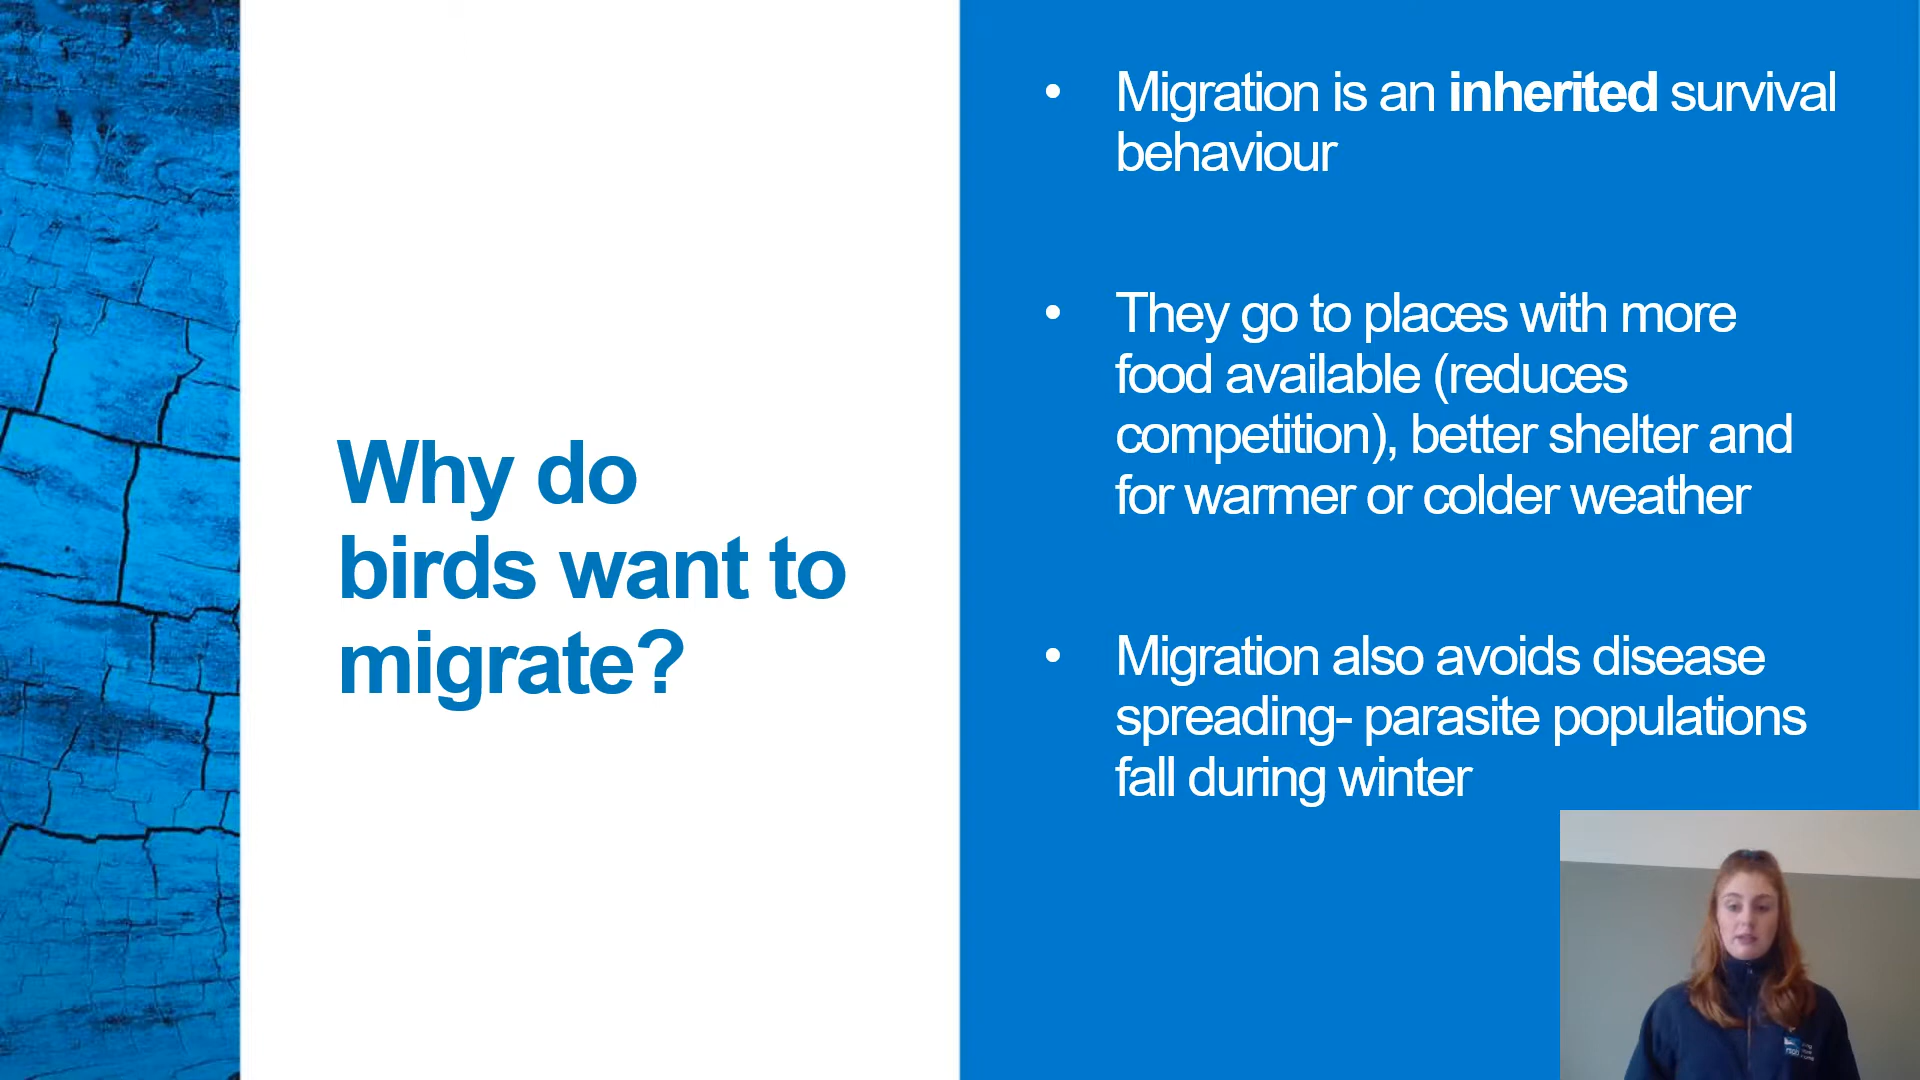 Why do
birds want to
migrate?
• Migration is an inherited survival
behaviour
• They go to places with more
food available (reduces
competition), better shelter and
for warmer or colder weather
• Migration also avoids disease
spreading- parasite populations
fall during winter